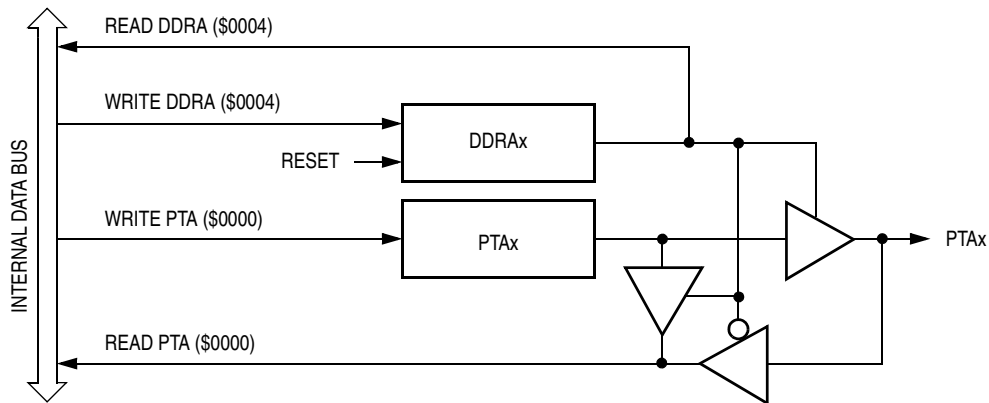 READ DDRA ($0004)
WRITE DDRA ($0004)
DDRAx
RESET
WRITE PTA ($0000)
PTAx
PTAx
READ PTA ($0000)
INTERNAL DATA BUS